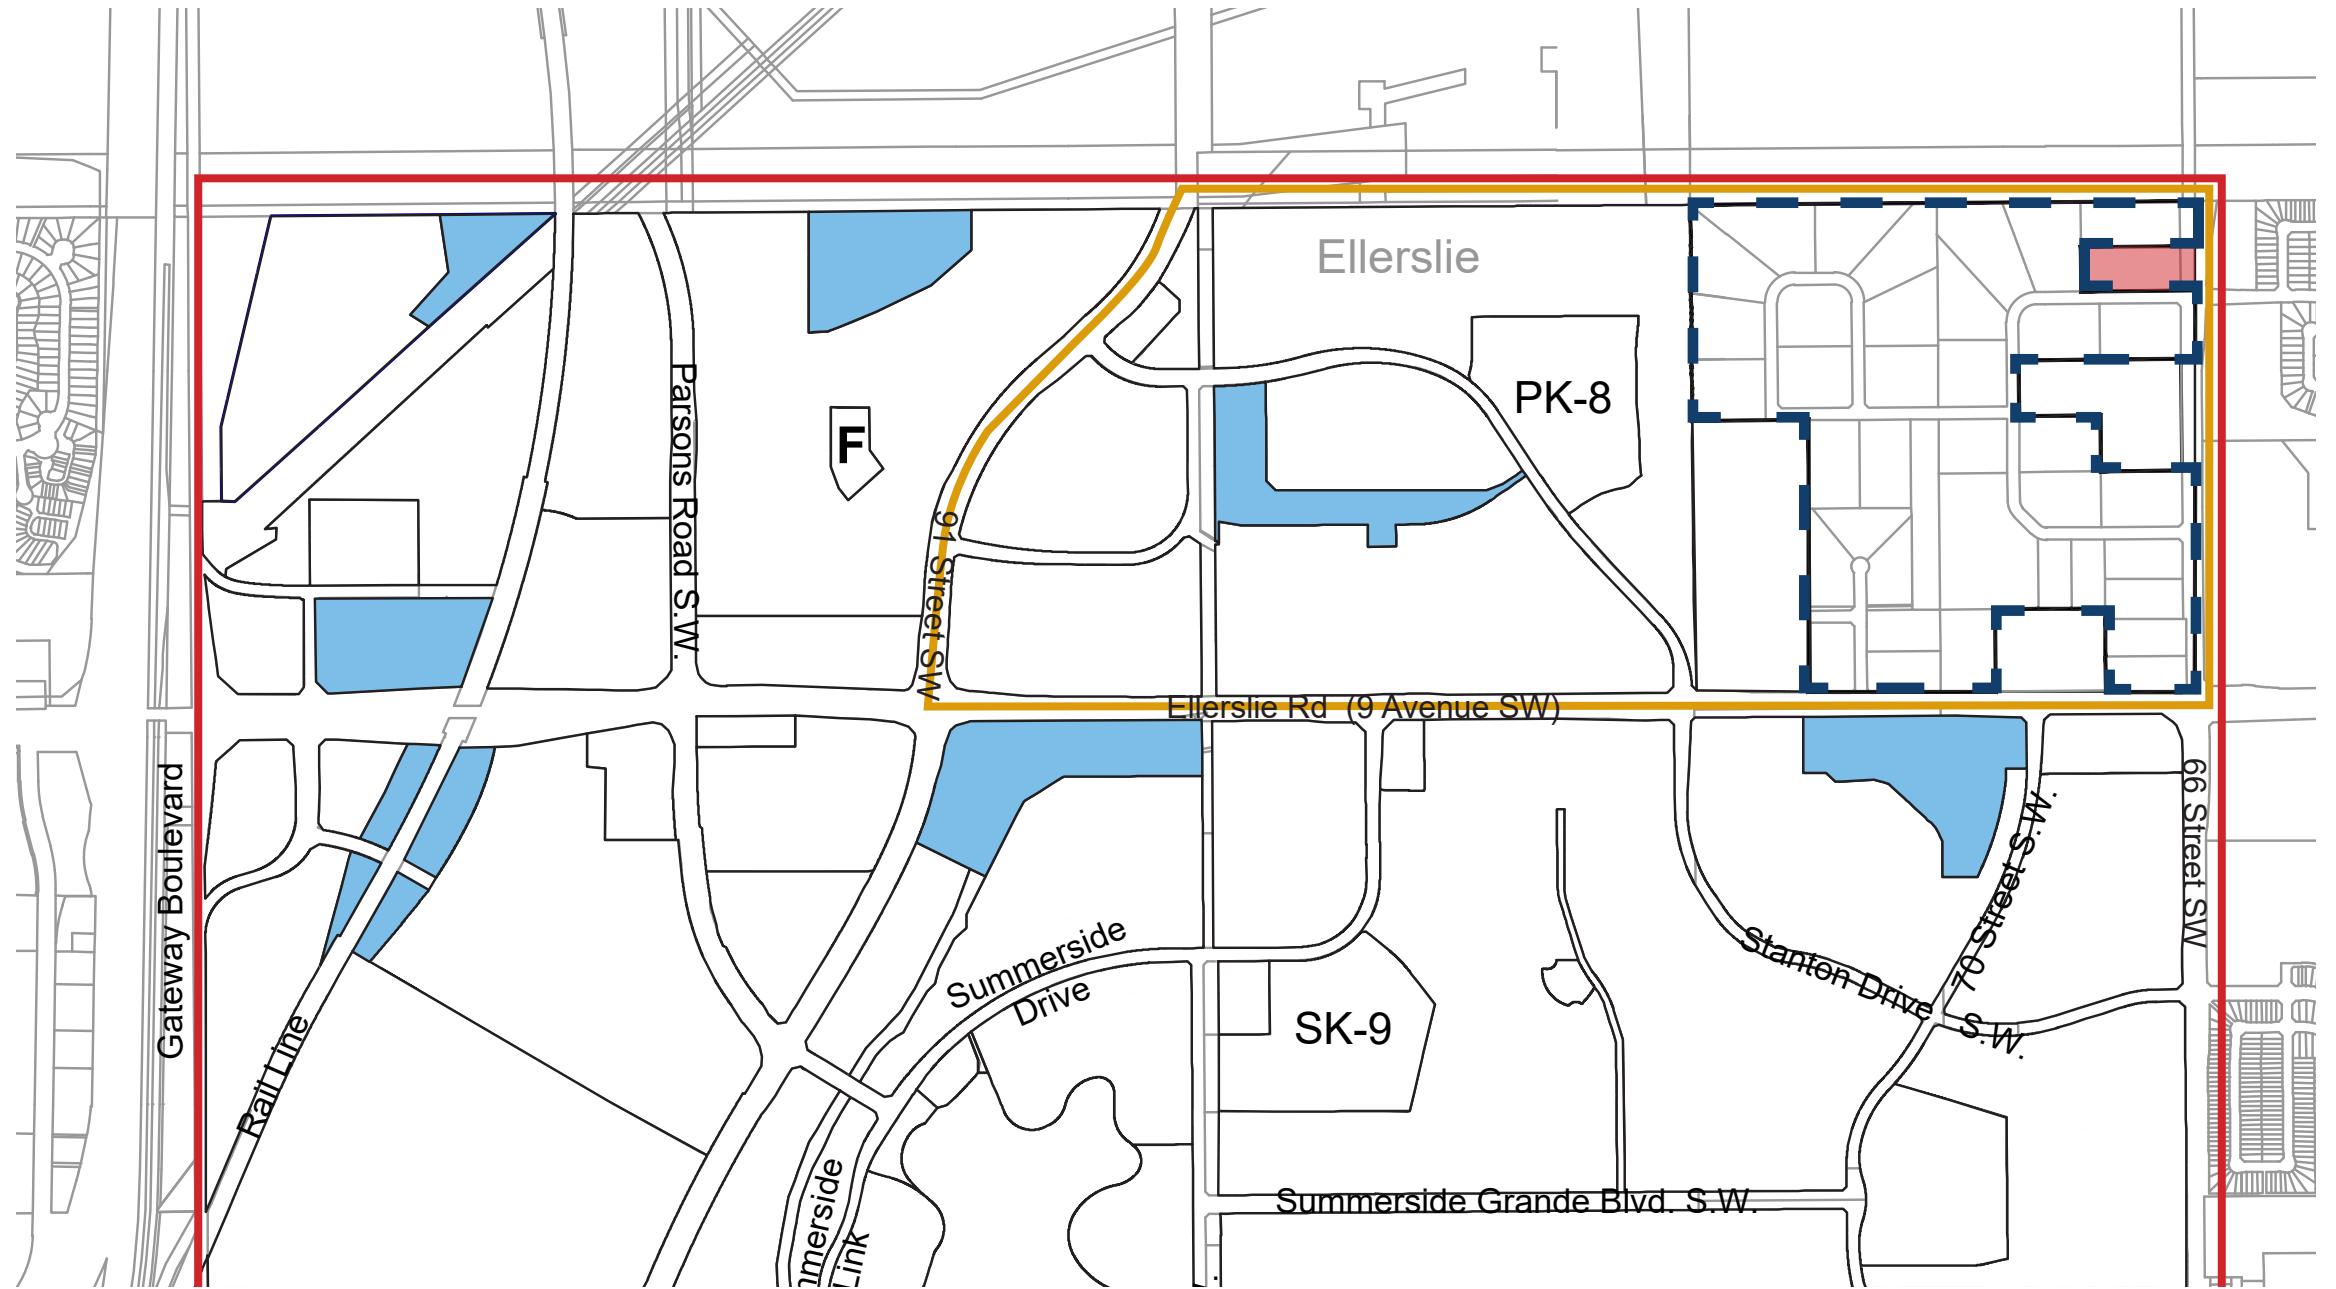 Ellerslie
PK-8
F
Parsons Road S.W.
91 Street SW
Ellerslie Rd (9 Avenue SW)
Gateway Boulevard
66 Street SW
70 Street S.W.
Stanton Drive S.W.
Summerside
Drive
SK-9
Rail Line
Summerside Grande Blvd. S.W.
Link